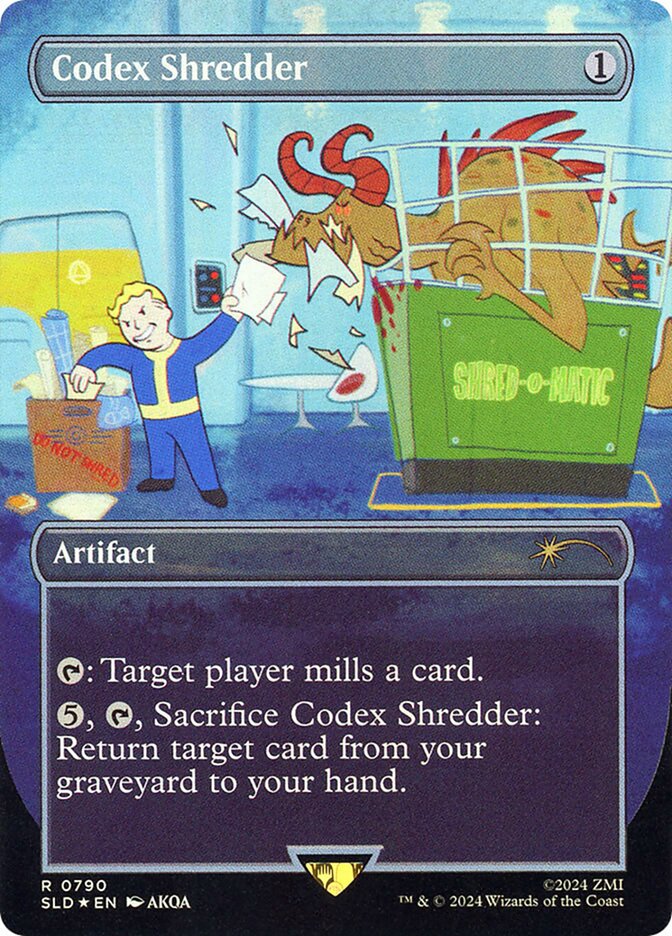 Codex Shredder 1
SHRED-O-MATIC
DO NOT SHRED
Artifact
: Target player mills a card.
5, , Sacrifice Codex Shredder:
Return target card from your
graveyard to your hand.
R 0790
SLD★EN AKQA
©2024 ZMI
™ & © 2024 Wizards of the Coast